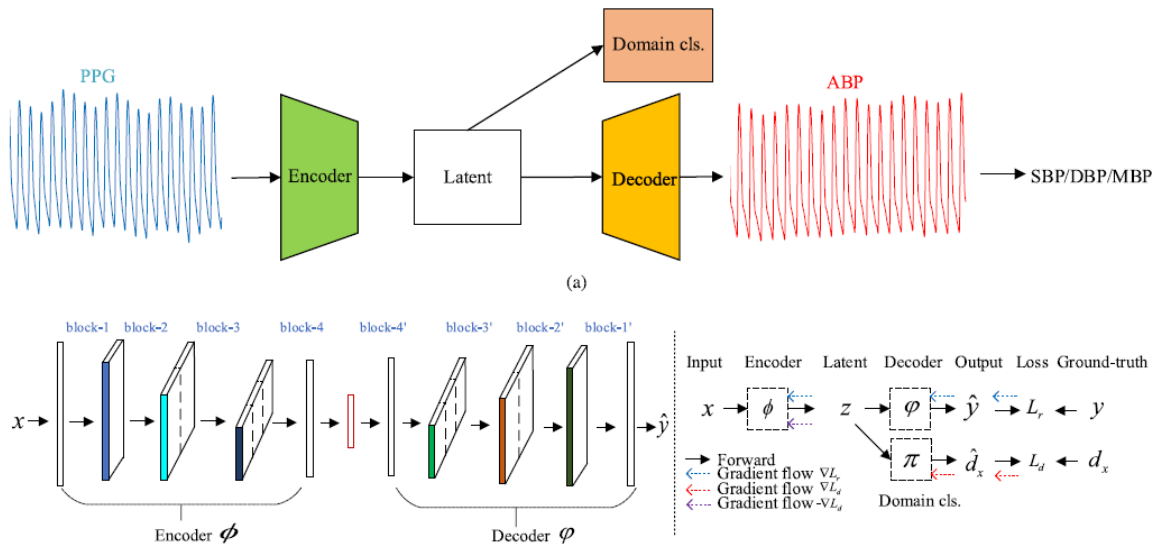 Domain cls.
PPG
ABP
Encoder
Latent
Decoder
SBP/DBP/MBP
(a)
block-1 block-2 block-3 block-4 block-4' block-3' block-2' block-1'
x ŷ
Encoder ϕ Decoder φ
Input Encoder Latent Decoder Output Loss Ground-truth
x ϕ z φ ŷ L_r y
π d̂_x L_d d_x
Domain cls.
Forward
Gradient flow ∇L_r
Gradient flow ∇L_d
Gradient flow -∇L_d